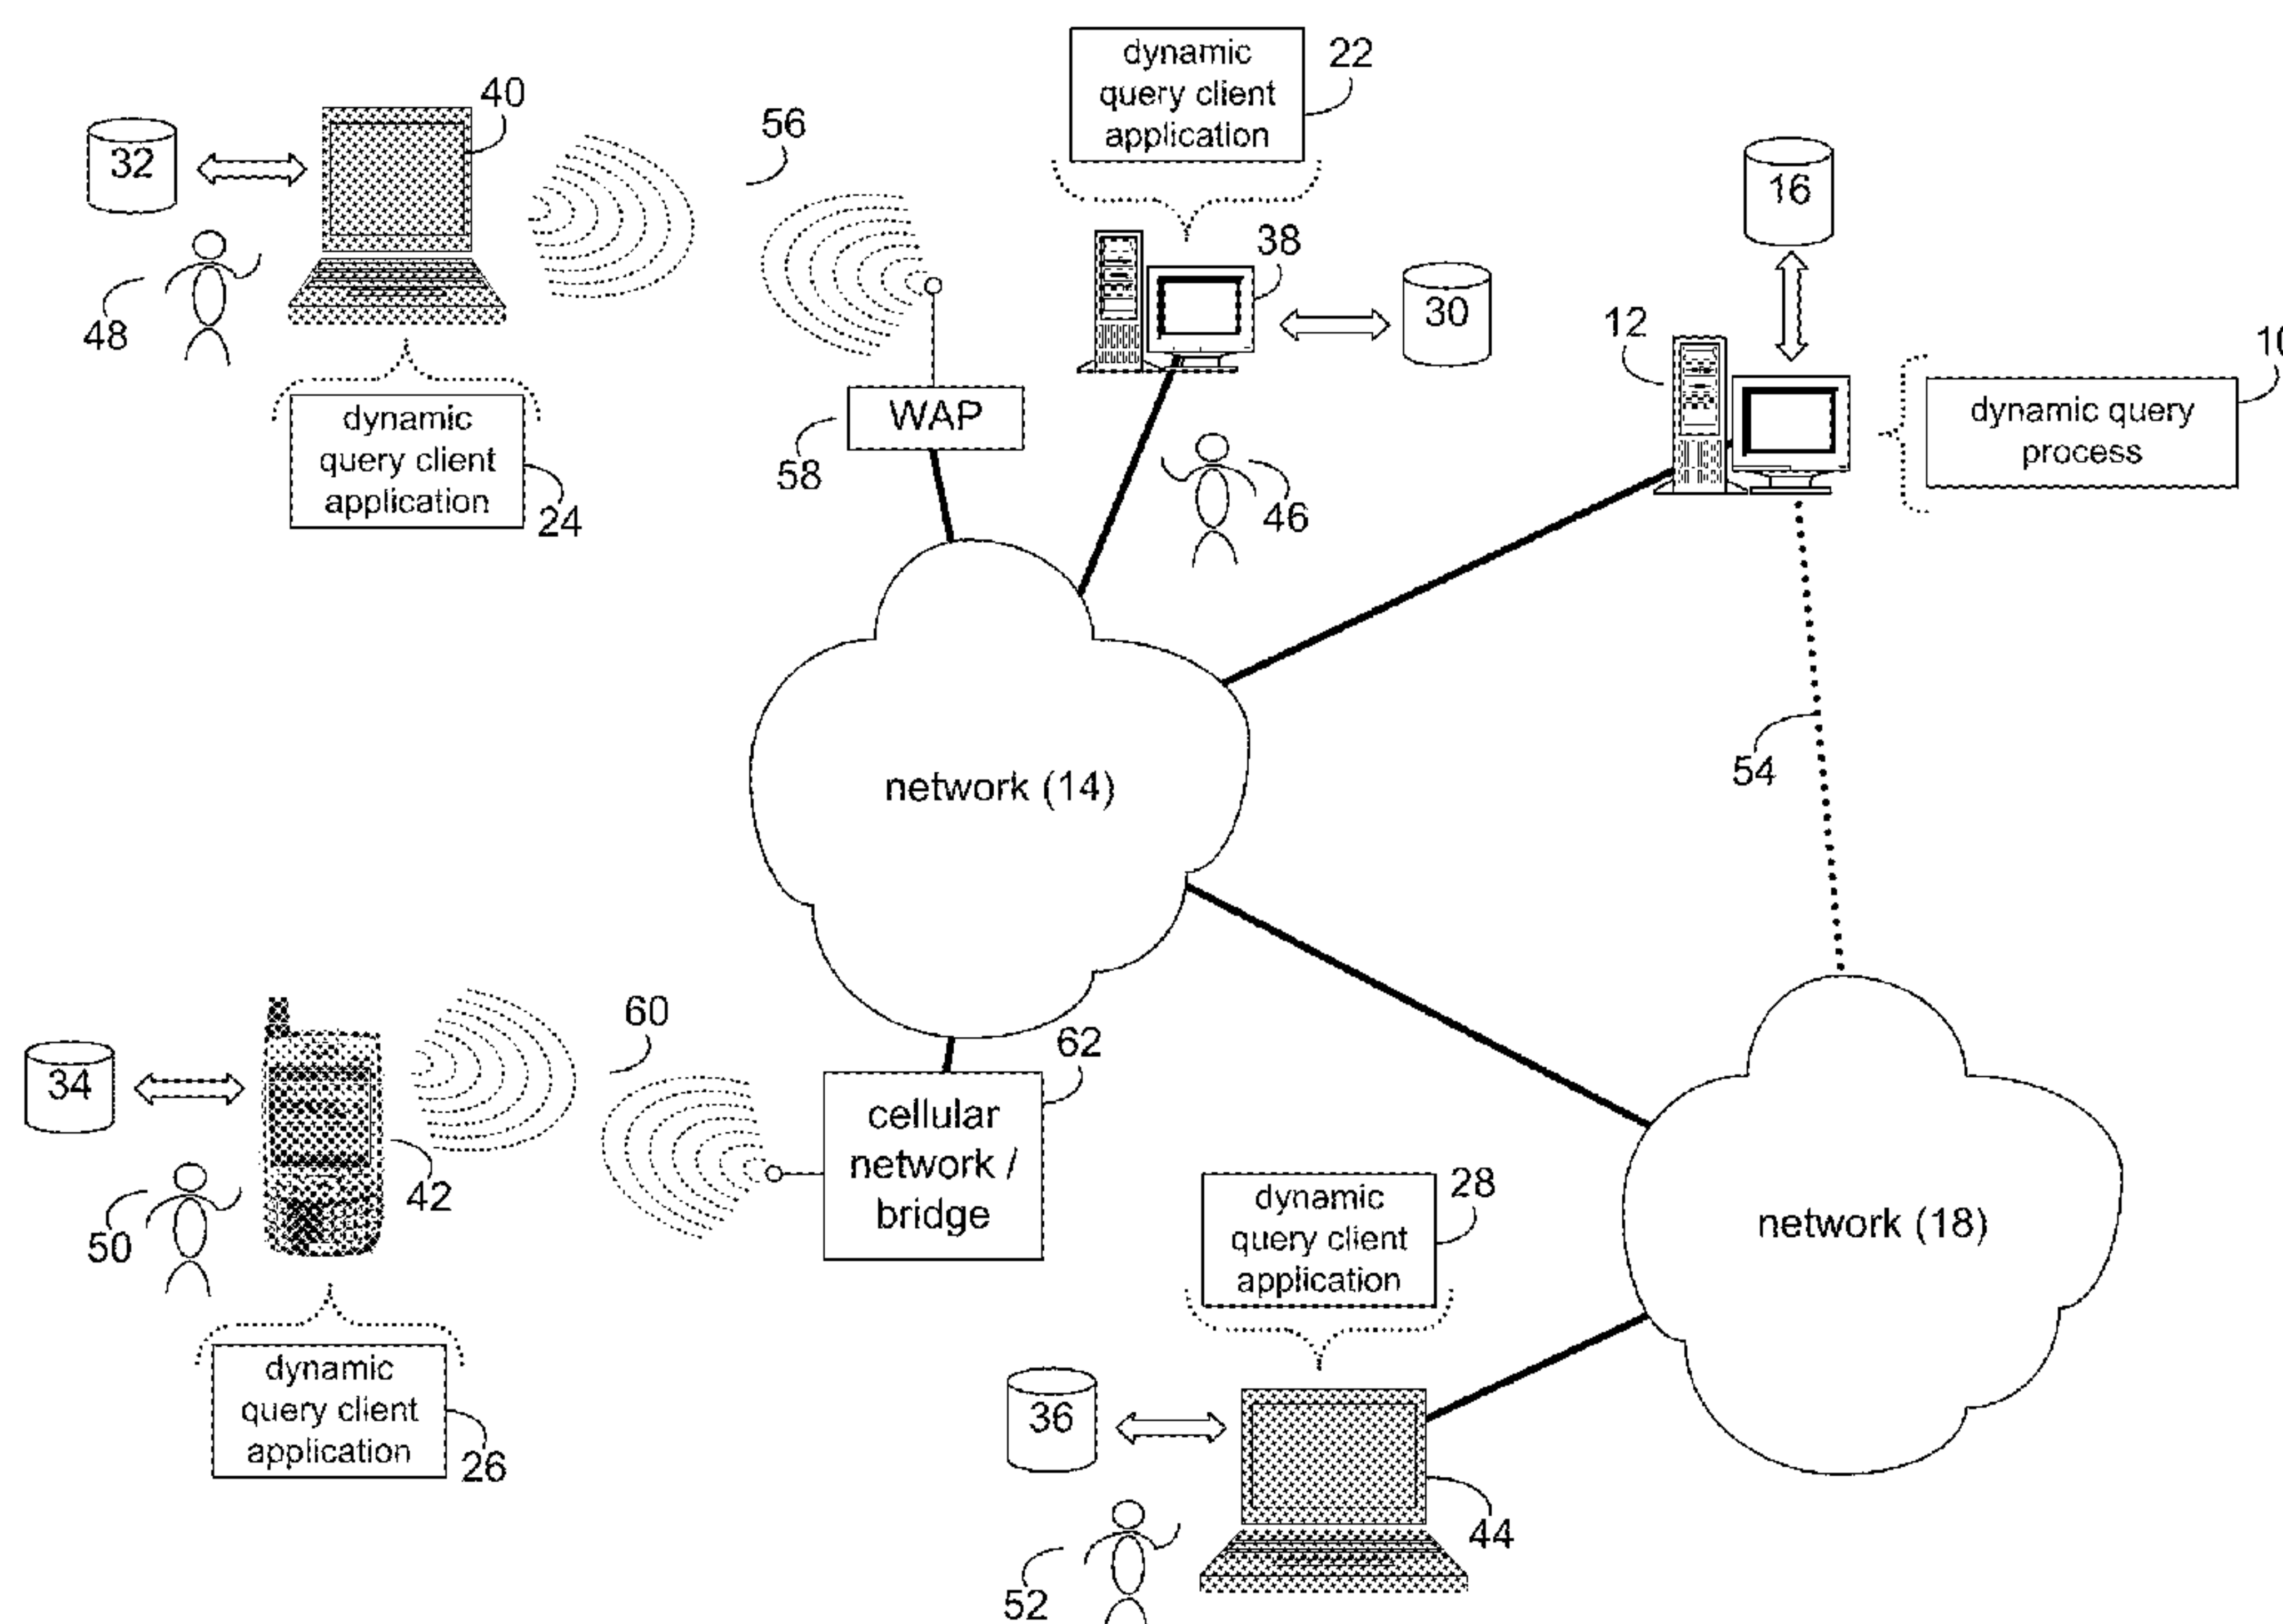 dynamic
query client
application
22
40
56
32
16
38
30
12
10
48
dynamic
query client
application
24
WAP
58
46
dynamic query
process
network (14)
54
60
62
34
42
50
cellular
network /
bridge
dynamic
query client
application
28
network (18)
dynamic
query client
application
26
36
44
52